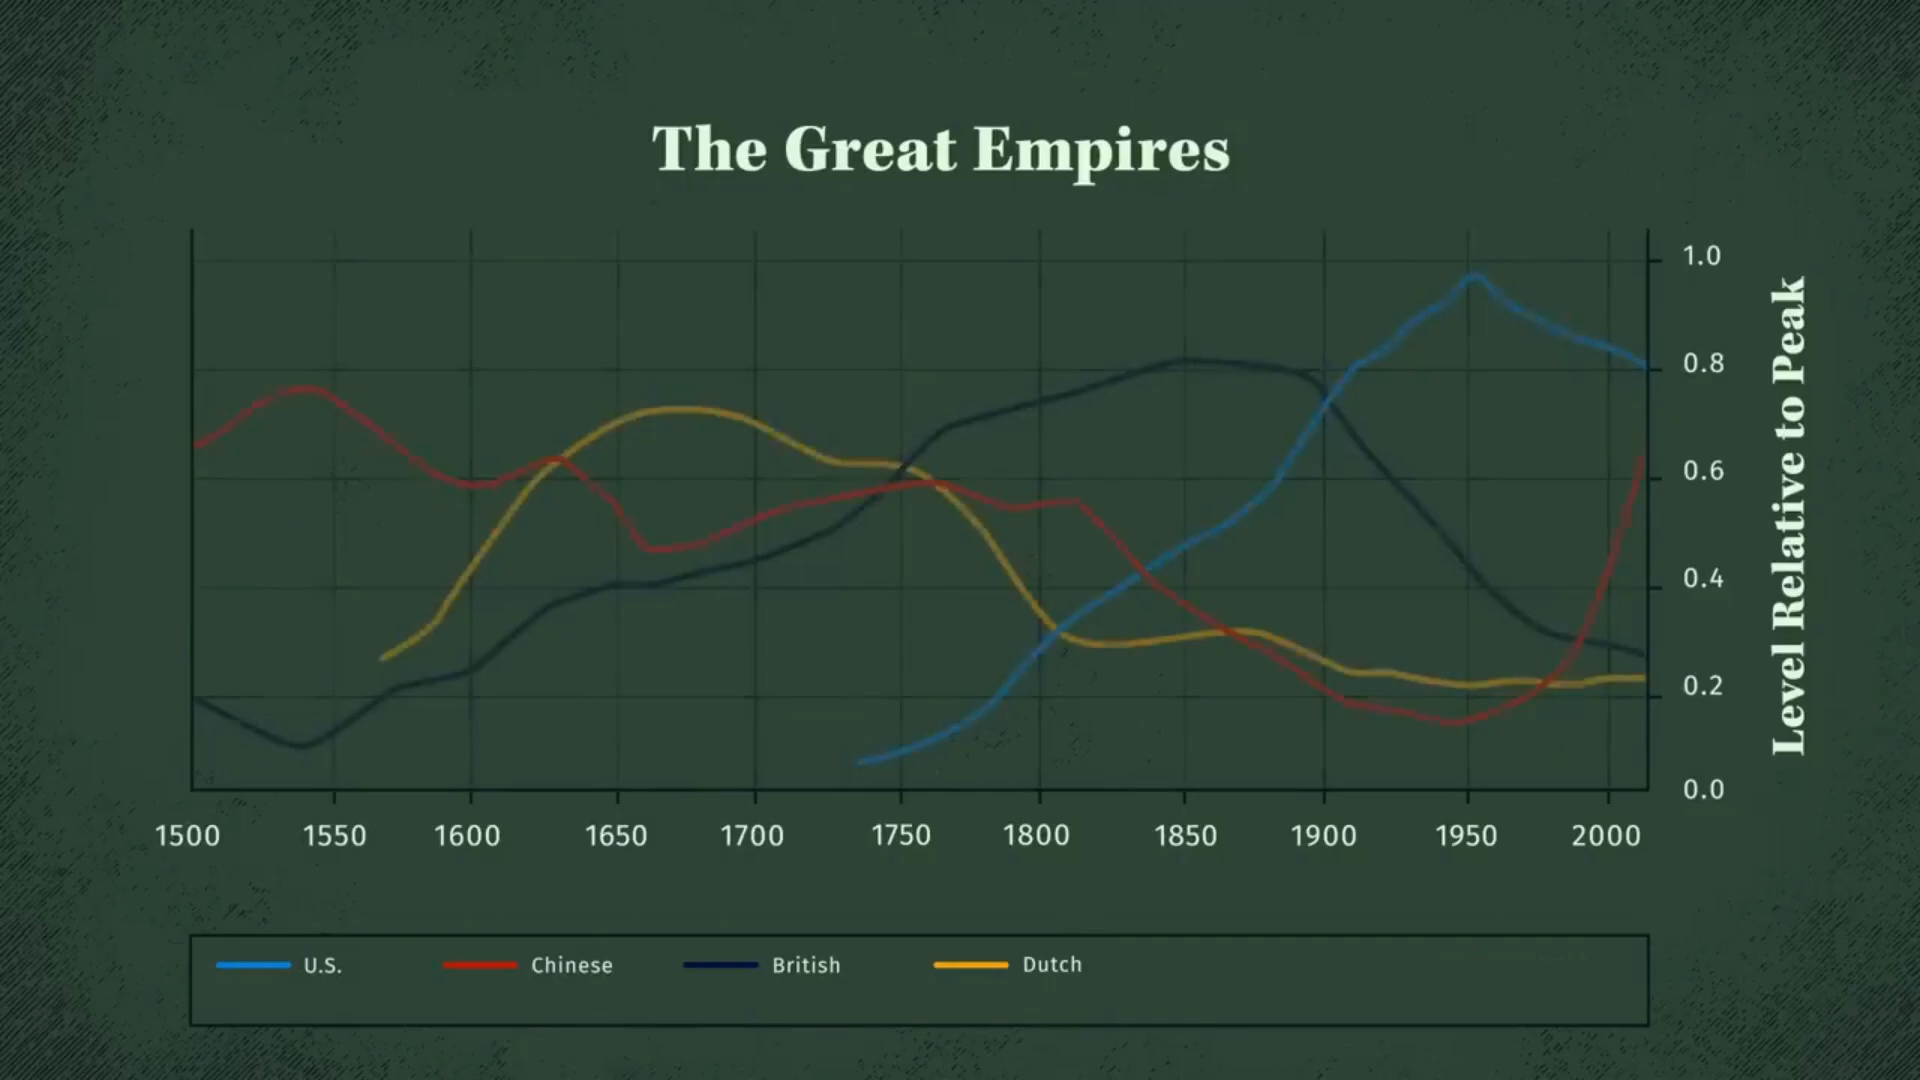 The Great Empires
1.0
0.8
0.6
0.4
0.2
0.0
Level Relative to Peak
1500 1550 1600 1650 1700 1750 1800 1850 1900 1950 2000
U.S. Chinese British Dutch